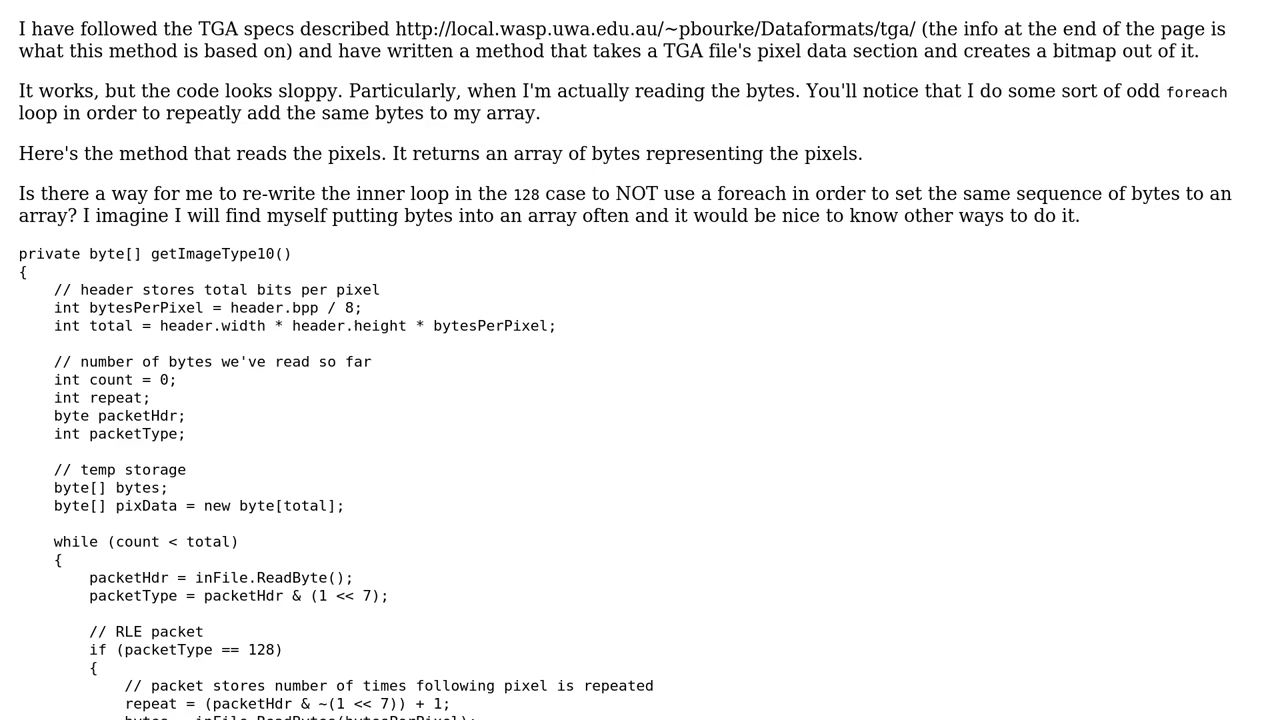 I have followed the TGA specs described http://local.wasp.uwa.edu.au/~pbourke/Dataformats/tga/ (the info at the end of the page is
what this method is based on) and have written a method that takes a TGA file's pixel data section and creates a bitmap out of it.
It works, but the code looks sloppy. Particularly, when I'm actually reading the bytes. You'll notice that I do some sort of odd foreach
loop in order to repeatly add the same bytes to my array.
Here's the method that reads the pixels. It returns an array of bytes representing the pixels.
Is there a way for me to re-write the inner loop in the 128 case to NOT use a foreach in order to set the same sequence of bytes to an
array? I imagine I will find myself putting bytes into an array often and it would be nice to know other ways to do it.
private byte[] getImageType10()
{
    // header stores total bits per pixel
    int bytesPerPixel = header.bpp / 8;
    int total = header.width * header.height * bytesPerPixel;
    // number of bytes we've read so far
    int count = 0;
    int repeat;
    byte packetHdr;
    int packetType;
    // temp storage
    byte[] bytes;
    byte[] pixData = new byte[total];
    while (count < total)
    {
        packetHdr = inFile.ReadByte();
        packetType = packetHdr & (1 << 7);
        // RLE packet
        if (packetType == 128)
        {
            // packet stores number of times following pixel is repeated
            repeat = (packetHdr & ~(1 << 7)) + 1;
            bytes = inFile.ReadBytes(bytesPerPixel);